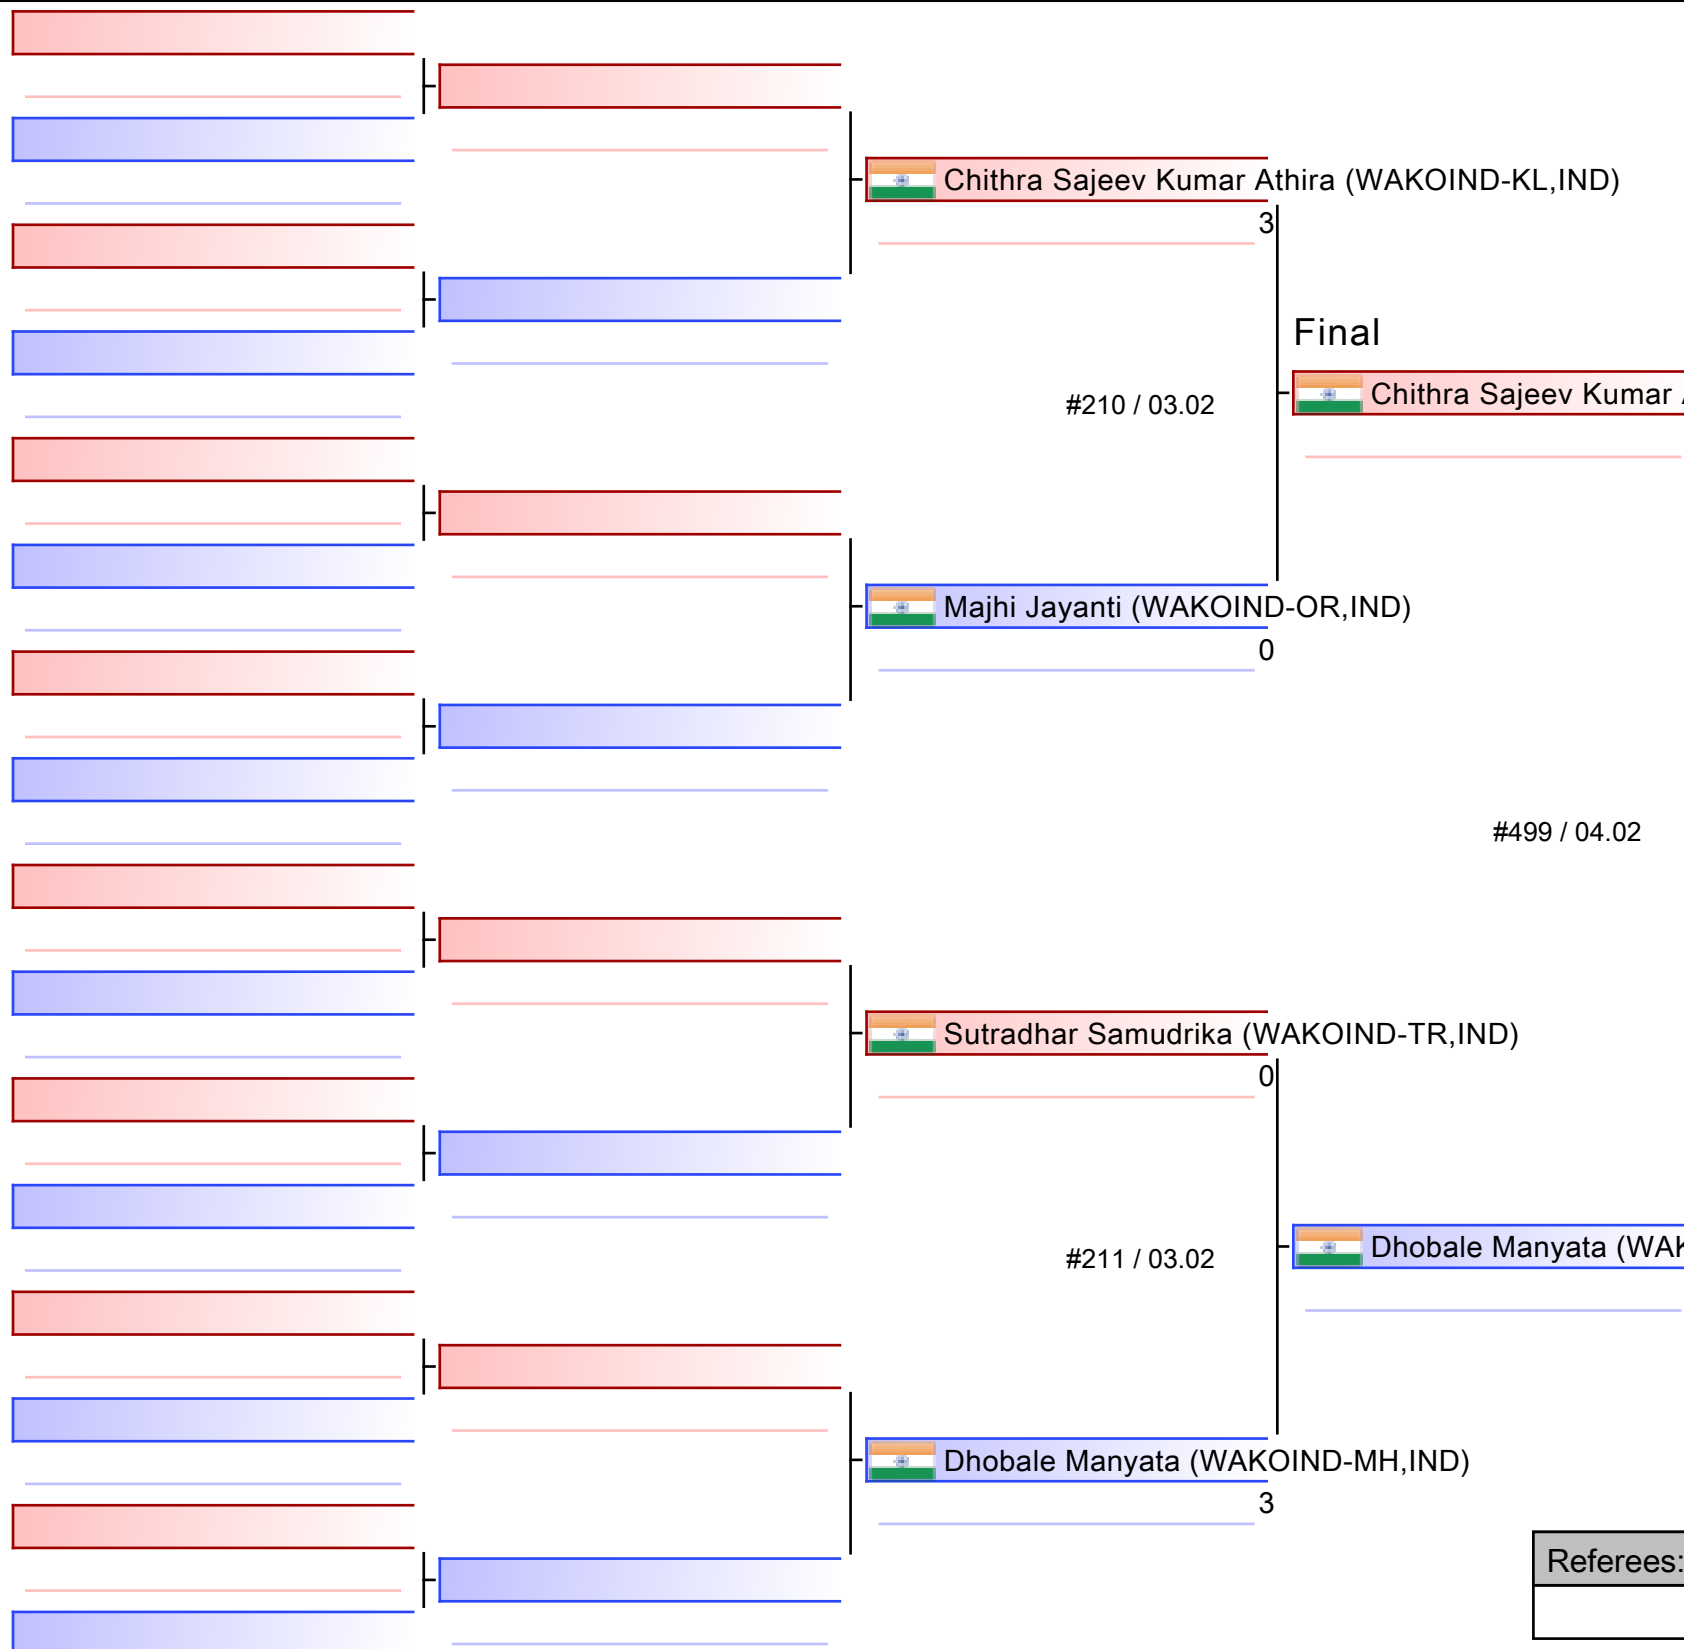 Chithra Sajeev Kumar Athira (WAKOIND-KL,IND)
3
Final
#210 / 03.02
Chithra Sajeev Kumar
Majhi Jayanti (WAKOIND-OR,IND)
0
#499 / 04.02
Sutradhar Samudrika (WAKOIND-TR,IND)
0
#211 / 03.02
Dhobale Manyata (WAK
Dhobale Manyata (WAKOIND-MH,IND)
3
Referees: